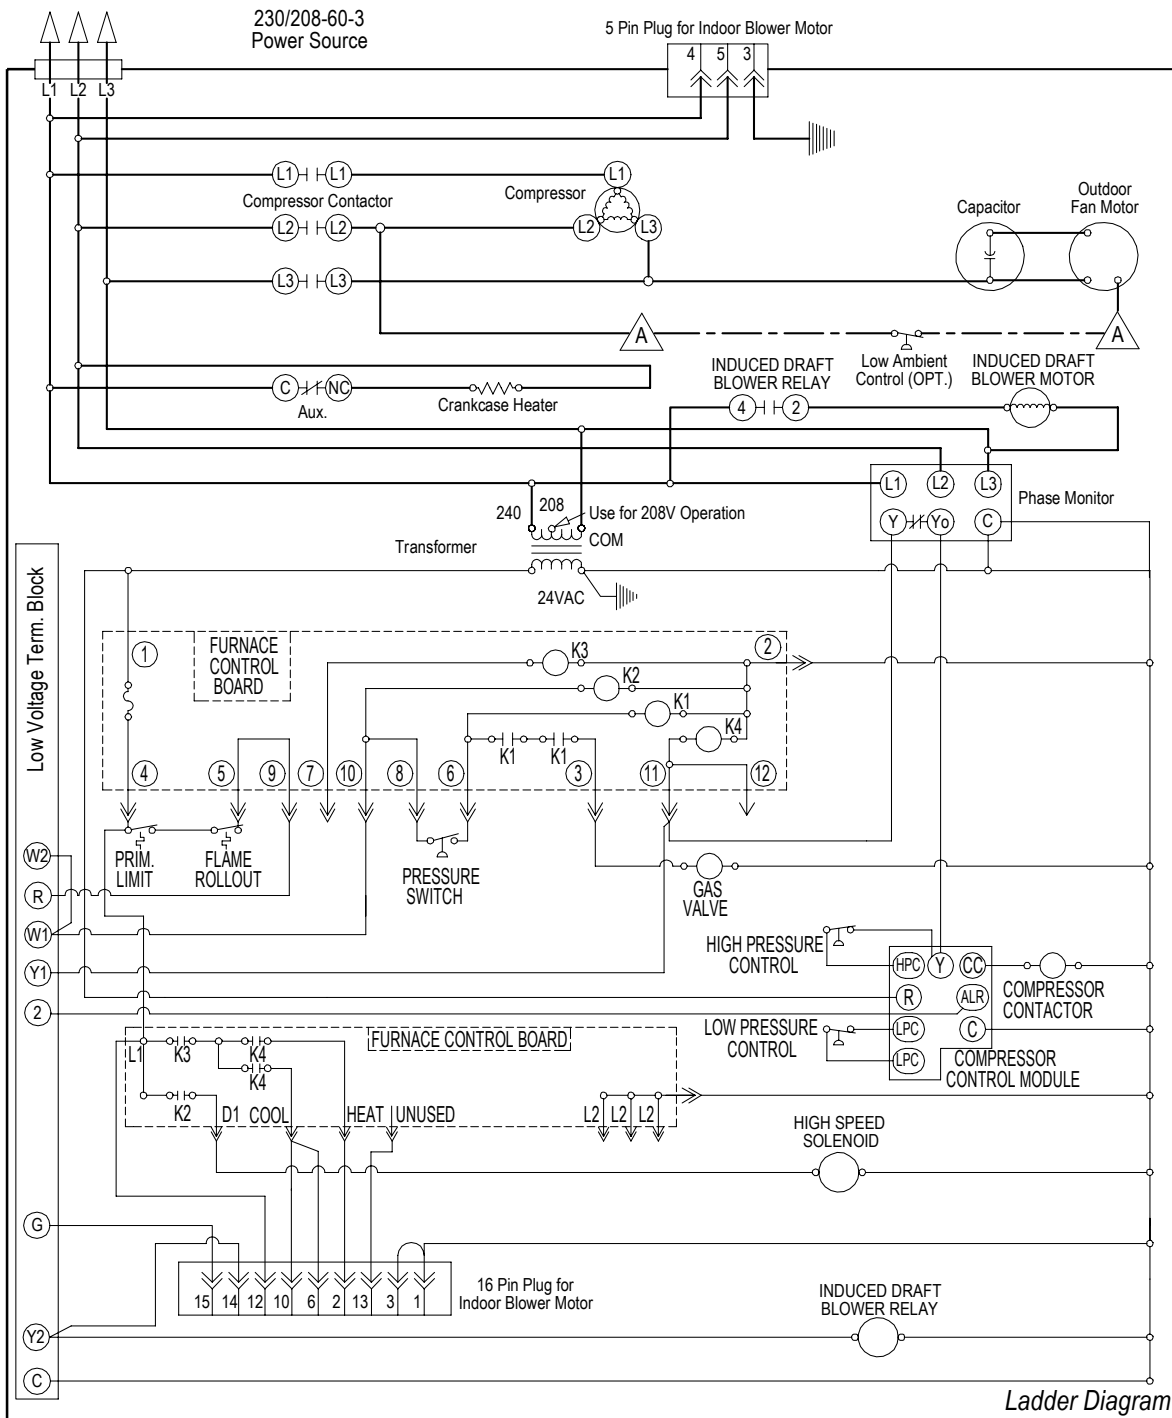 230/208-60-3
Power Source
5 Pin Plug for Indoor Blower Motor
4 5 3
L1 L2 L3
L1 L1
L1
Compressor
Compressor Contactor
L2 L2
L2 L3
Capacitor
Outdoor
Fan Motor
L3 L3
A
A
Low Ambient
Control (OPT.)
INDUCED DRAFT
BLOWER RELAY
INDUCED DRAFT
BLOWER MOTOR
C NC
Aux.
Crankcase Heater
4 2
L1 L2 L3
Phase Monitor
Y Yo C
240
208
Use for 208V Operation
COM
Transformer
24VAC
Low Voltage Term. Block
1
FURNACE
CONTROL
BOARD
K3
2
K2
K1
K4
K1
K1
4 5 9 7 10 8 6 3 11 12
PRIM.
LIMIT
FLAME
ROLLOUT
PRESSURE
SWITCH
GAS
VALVE
W2
R
W1
Y1
2
HIGH PRESSURE
CONTROL
HPC Y CC
R ALR
COMPRESSOR
CONTACTOR
LOW PRESSURE
CONTROL
LPC C
LPC
COMPRESSOR
CONTROL MODULE
FURNACE CONTROL BOARD
L1
K3
K4
K4
K2
D1 COOL HEAT UNUSED
L2 L2 L2
HIGH SPEED
SOLENOID
G
15 14 12 10 6 2 13 3 1
16 Pin Plug for
Indoor Blower Motor
INDUCED DRAFT
BLOWER RELAY
Y2
C
Ladder Diagram